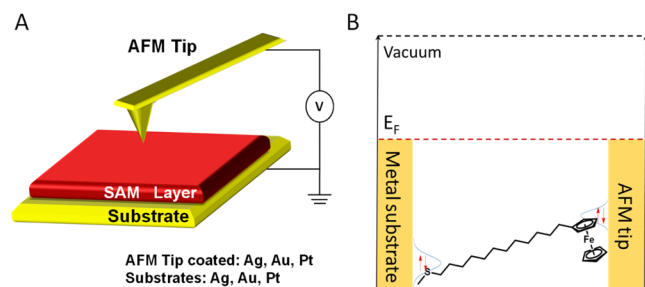 A
AFM Tip
V
SAM Layer
Substrate
AFM Tip coated: Ag, Au, Pt
Substrates: Ag, Au, Pt
B
Vacuum
E_F
Metal substrate
S
Fe
AFM tip